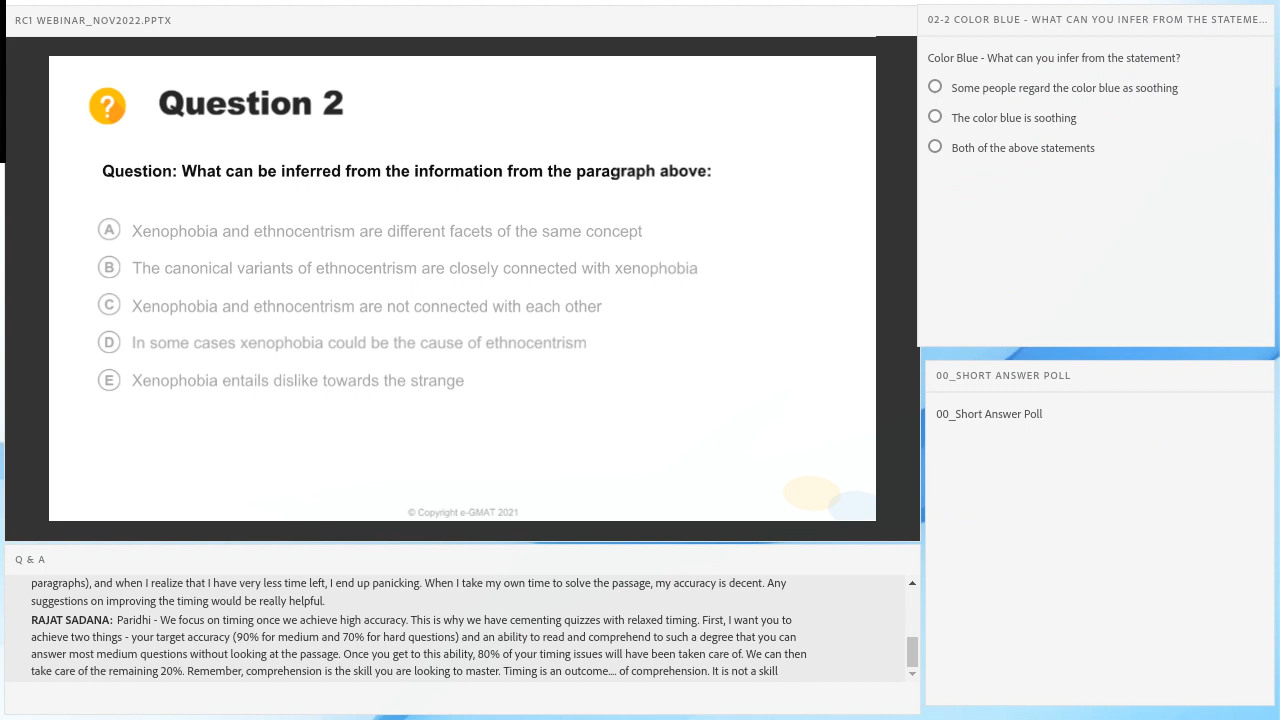 RC1 WEBINAR_NOV2022.PPTX
?
Question 2
Question: What can be inferred from the information from the paragraph above:
A Xenophobia and ethnocentrism are different facets of the same concept
B The canonical variants of ethnocentrism are closely connected with xenophobia
C Xenophobia and ethnocentrism are not connected with each other
D In some cases xenophobia could be the cause of ethnocentrism
E Xenophobia entails dislike towards the strange
© Copyright e-GMAT 2021
02-2 COLOR BLUE - WHAT CAN YOU INFER FROM THE STATEME...
Color Blue - What can you infer from the statement?
Some people regard the color blue as soothing
The color blue is soothing
Both of the above statements
00_SHORT ANSWER POLL
00_Short Answer Poll
Q & A
paragraphs), and when I realize that I have very less time left, I end up panicking. When I take my own time to solve the passage, my accuracy is decent. Any
suggestions on improving the timing would be really helpful.
RAJAT SADANA: Paridhi - We focus on timing once we achieve high accuracy. This is why we have cementing quizzes with relaxed timing. First, I want you to
achieve two things - your target accuracy (90% for medium and 70% for hard questions) and an ability to read and comprehend to such a degree that you can
answer most medium questions without looking at the passage. Once you get to this ability, 80% of your timing issues will have been taken care of. We can then
take care of the remaining 20%. Remember, comprehension is the skill you are looking to master. Timing is an outcome.... of comprehension. It is not a skill